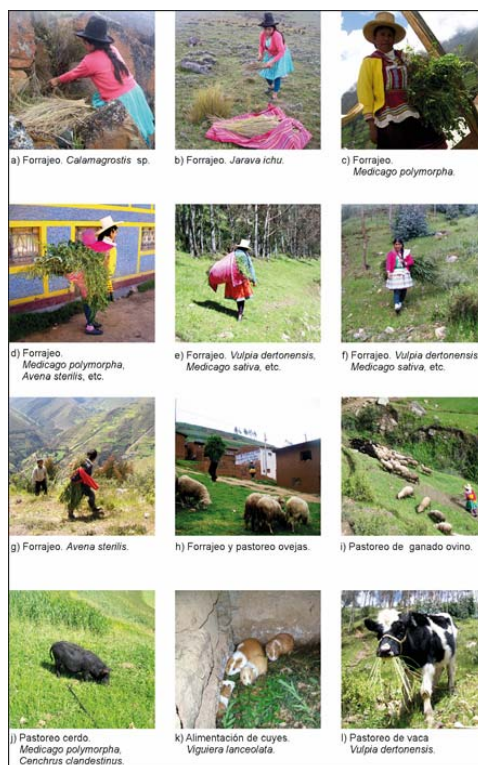 a) Forrajeo. Calamagrostis sp.
b) Forrajeo. Jarava ichu.
c) Forrajeo.
Medicago polymorpha.
d) Forrajeo.
Medicago polymorpha,
Avena sterilis, etc.
e) Forrajeo. Vulpia dertonensis,
Medicago sativa, etc.
f) Forrajeo. Vulpia dertonensis
Medicago sativa, etc.
g) Forrajeo. Avena sterilis.
h) Forrajeo y pastoreo ovejas.
i) Pastoreo de ganado ovino.
j) Pastoreo cerdo.
Medicago polymorpha,
Cenchrus clandestinus.
k) Alimentación de cuyes.
Viguiera lanceolata.
l) Pastoreo de vaca
Vulpia dertonensis.